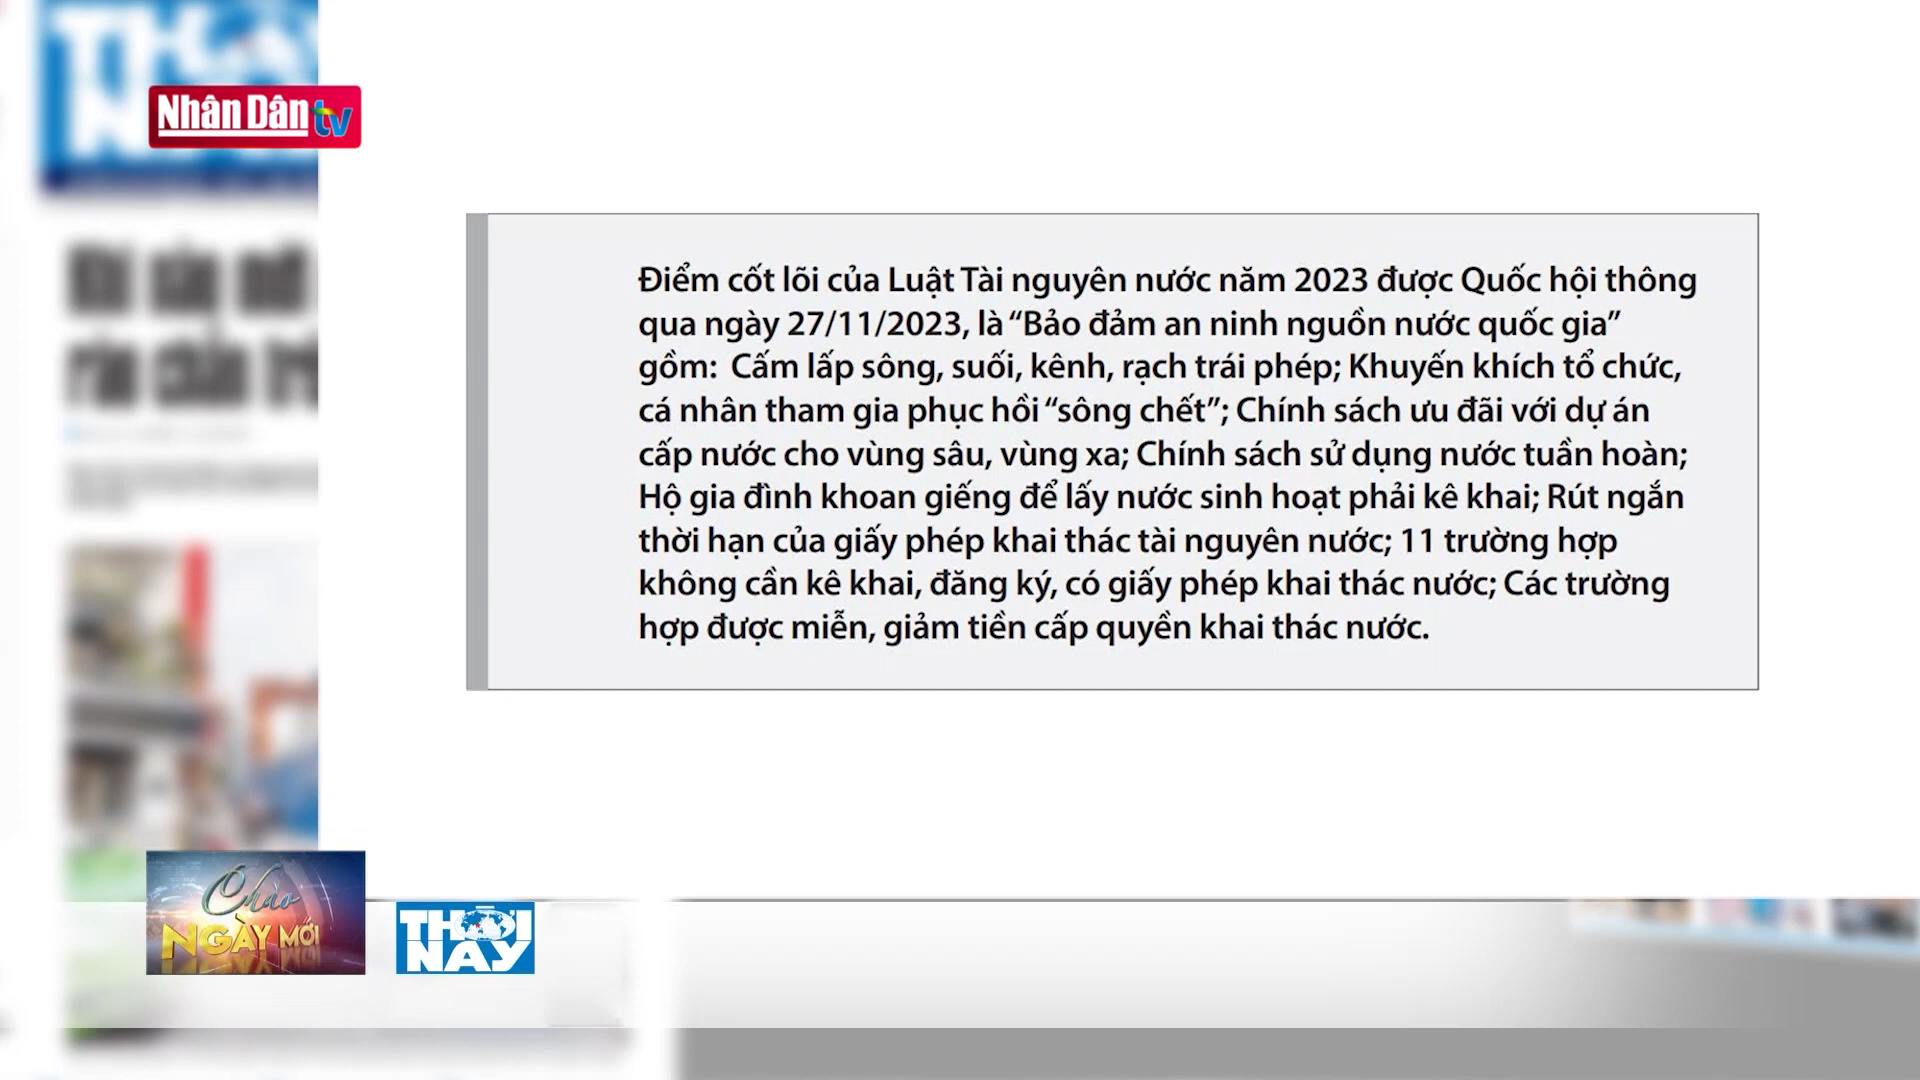 Nhân Dân tv
Điểm cốt lõi của Luật Tài nguyên nước năm 2023 được Quốc hội thông
qua ngày 27/11/2023, là “Bảo đảm an ninh nguồn nước quốc gia”
gồm: Cấm lấp sông, suối, kênh, rạch trái phép; Khuyến khích tổ chức,
cá nhân tham gia phục hồi “sông chết”; Chính sách ưu đãi với dự án
cấp nước cho vùng sâu, vùng xa; Chính sách sử dụng nước tuần hoàn;
Hộ gia đình khoan giếng để lấy nước sinh hoạt phải kê khai; Rút ngắn
thời hạn của giấy phép khai thác tài nguyên nước; 11 trường hợp
không cần kê khai, đăng ký, có giấy phép khai thác nước; Các trường
hợp được miễn, giảm tiền cấp quyền khai thác nước.
Chào
NGÀY MỚI
THỜI
NAY